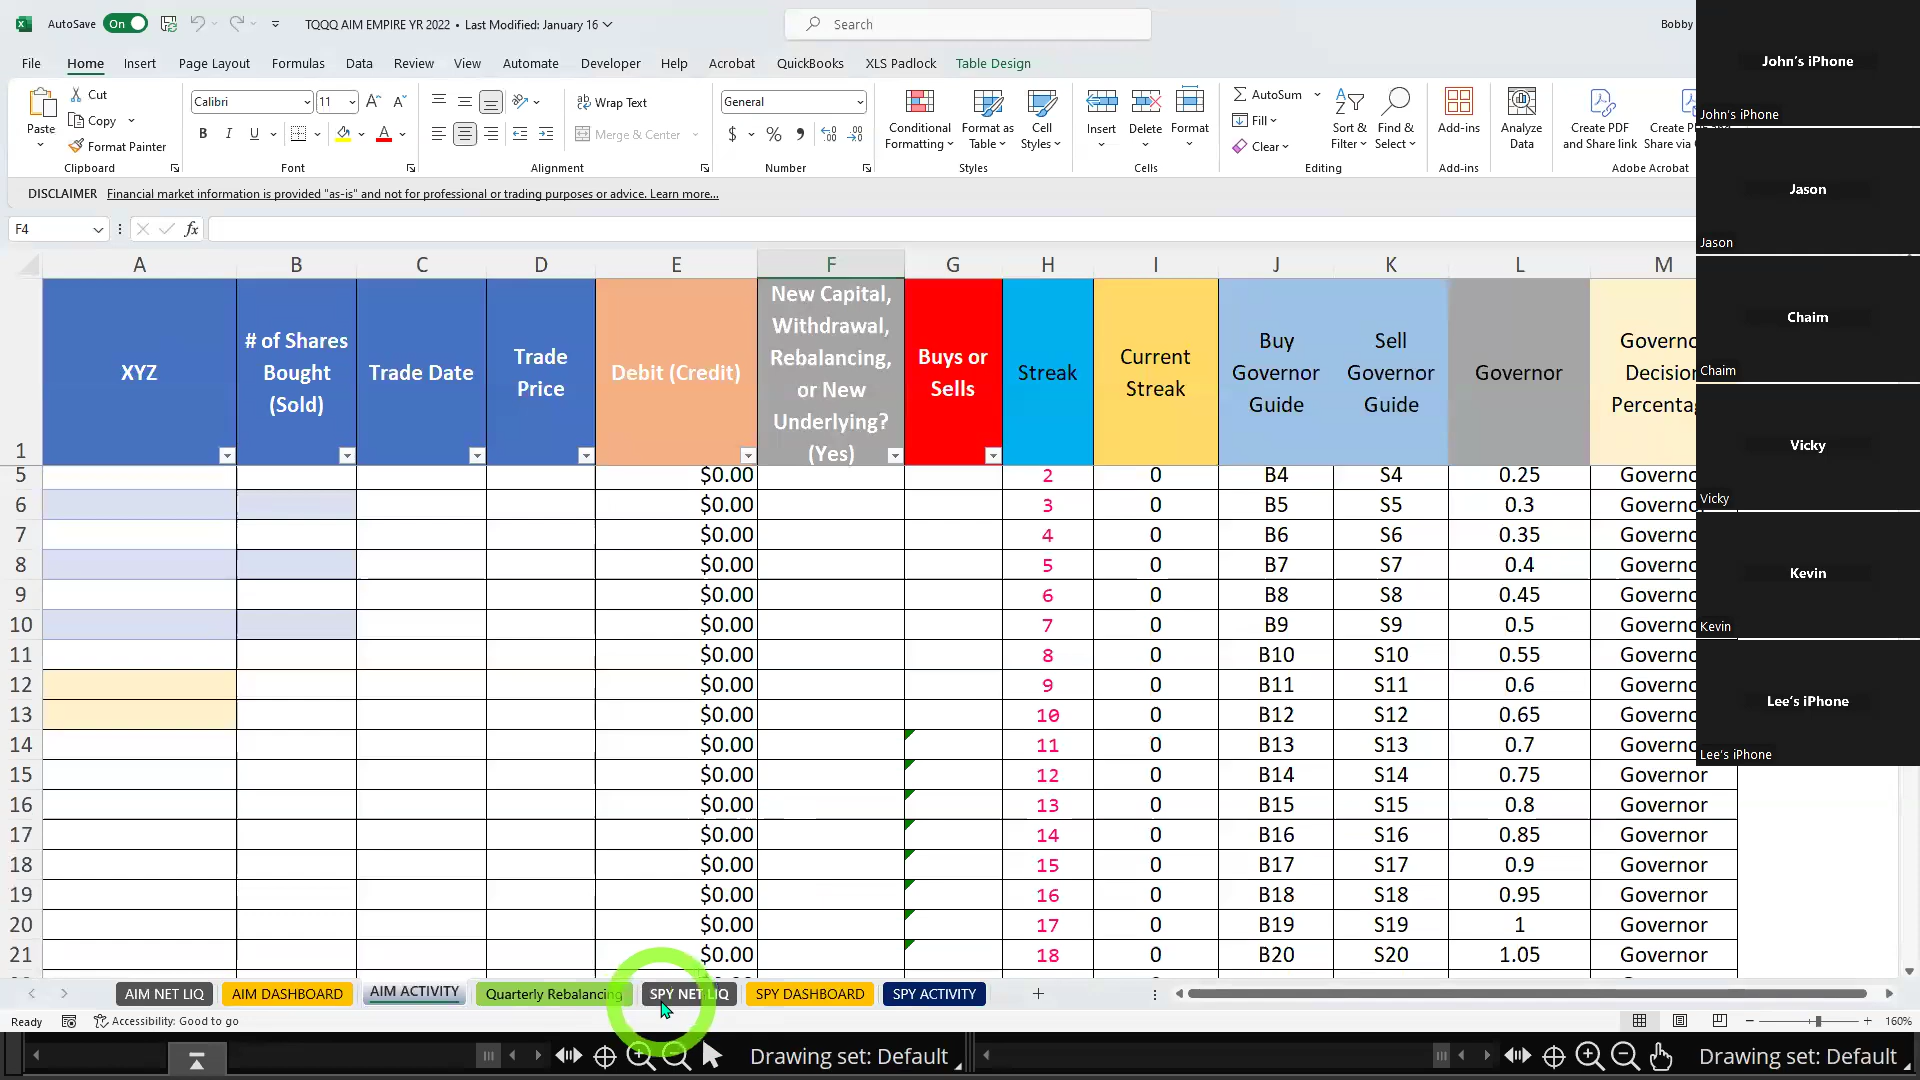 AutoSave On TQQQ AIM EMPIRE YR 2022 • Last Modified: January 16 Search Bobby
File Home Insert Page Layout Formulas Data Review View Automate Developer Help Acrobat QuickBooks XLS Padlock Table Design
Paste Cut Copy Format Painter Clipboard
Calibri 11 B I U A A Font
Wrap Text Merge & Center Alignment
General $ % Number
Conditional Formatting Format as Table Cell Styles Styles
Insert Delete Format Cells
AutoSum Fill Clear Sort & Filter Find & Select Editing
Add-ins Add-ins
Analyze Data
Create PDF and Share link Create PDF and Share via Adobe Acrobat
DISCLAIMER Financial market information is provided "as-is" and not for professional or trading purposes or advice. Learn more...
F4 fx
A B C D E F G H I J K L M
1 XYZ # of Shares Bought (Sold) Trade Date Trade Price Debit (Credit) New Capital, Withdrawal, Rebalancing, or New Underlying? (Yes) Buys or Sells Streak Current Streak Buy Governor Guide Sell Governor Guide Governor Governo Decision Percenta
5 $0.00 2 0 B4 S4 0.25 Governo
6 $0.00 3 0 B5 S5 0.3 Governo
7 $0.00 4 0 B6 S6 0.35 Governo
8 $0.00 5 0 B7 S7 0.4 Governo
9 $0.00 6 0 B8 S8 0.45 Governo
10 $0.00 7 0 B9 S9 0.5 Governo
11 $0.00 8 0 B10 S10 0.55 Governo
12 $0.00 9 0 B11 S11 0.6 Governo
13 $0.00 10 0 B12 S12 0.65 Governo
14 $0.00 11 0 B13 S13 0.7 Governo
15 $0.00 12 0 B14 S14 0.75 Governor
16 $0.00 13 0 B15 S15 0.8 Governor
17 $0.00 14 0 B16 S16 0.85 Governor
18 $0.00 15 0 B17 S17 0.9 Governor
19 $0.00 16 0 B18 S18 0.95 Governor
20 $0.00 17 0 B19 S19 1 Governor
21 $0.00 18 0 B20 S20 1.05 Governor
AIM NET LIQ AIM DASHBOARD AIM ACTIVITY Quarterly Rebalancing SPY NET LIQ SPY DASHBOARD SPY ACTIVITY
Ready Accessibility: Good to go 160%
Drawing set: Default Drawing set: Default
John's iPhone
John's iPhone
Jason
Jason
Chaim
Chaim
Vicky
Vicky
Kevin
Kevin
Lee's iPhone
Lee's iPhone